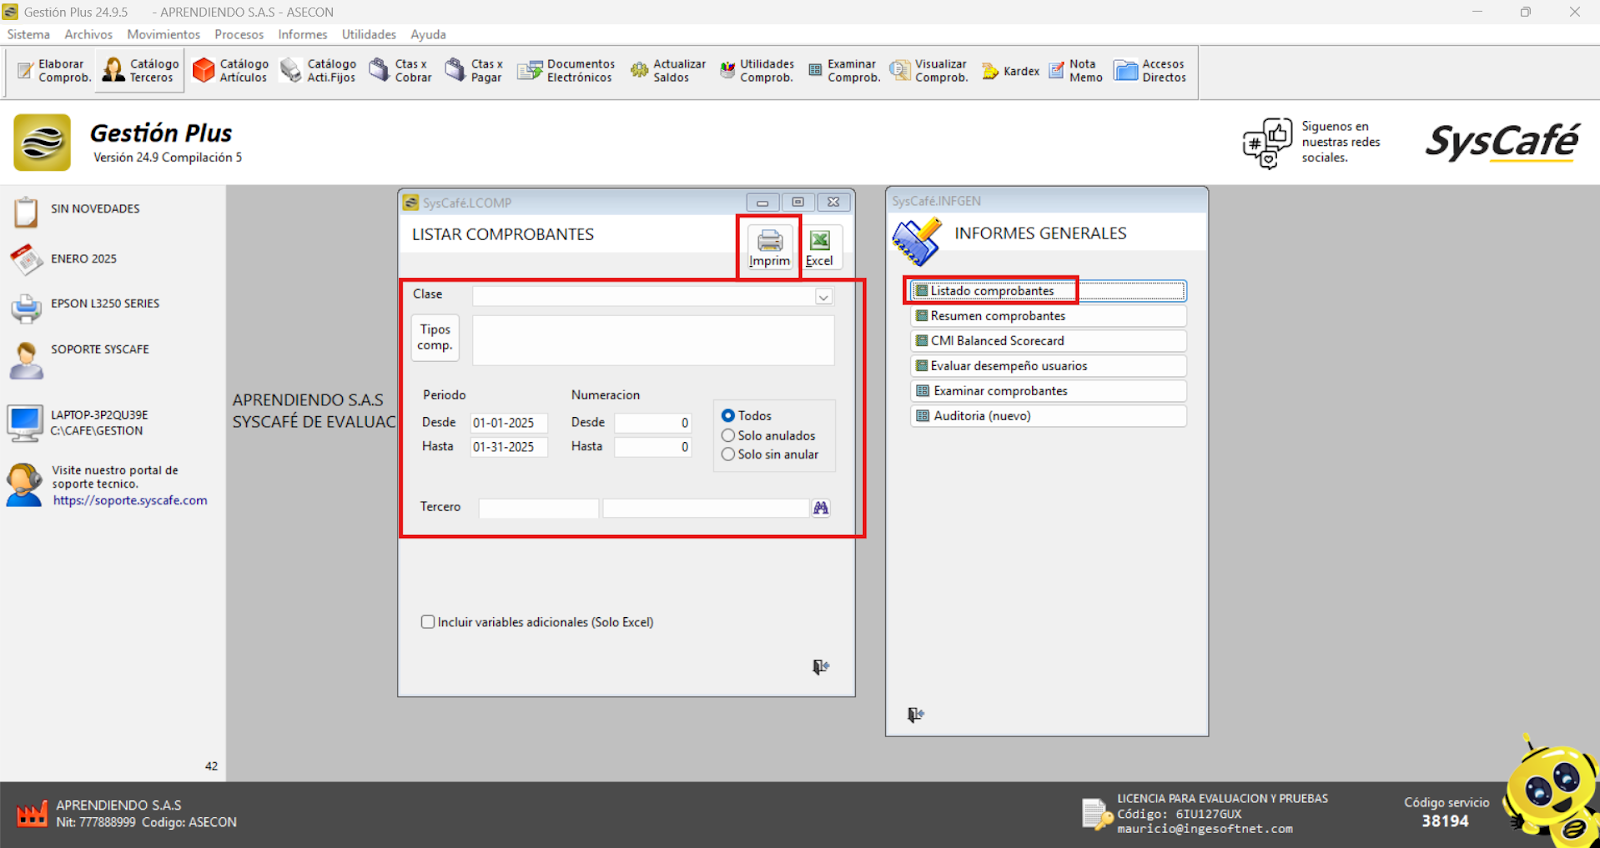 Gestión Plus 24.9.5 - APRENDIENDO S.A.S - ASECON
Sistema Archivos Movimientos Procesos Informes Utilidades Ayuda
Elaborar Comprob.
Catálogo Terceros
Catálogo Artículos
Catálogo Acti.Fijos
Ctas x Cobrar
Ctas x Pagar
Documentos Electrónicos
Actualizar Saldos
Utilidades Comprob.
Examinar Comprob.
Visualizar Comprob.
Kardex
Nota Memo
Accesos Directos
Gestión Plus
Versión 24.9 Compilación 5
#
Siguenos en
nuestras redes
sociales.
SysCafé
SIN NOVEDADES
ENERO 2025
EPSON L3250 SERIES
SOPORTE SYSCAFE
LAPTOP-3P2QU39E
C:\CAFE\GESTION
Visite nuestro portal de
soporte tecnico.
https://soporte.syscafe.com
42
APRENDIENDO S.A.S
SYSCAFÉ DE EVALUAC
SysCafé.LCOMP
LISTAR COMPROBANTES
Imprim
Excel
Clase
Tipos
comp.
Periodo
Desde 01-01-2025
Hasta 01-31-2025
Numeracion
Desde 0
Hasta 0
Todos
Solo anulados
Solo sin anular
Tercero
Incluir variables adicionales (Solo Excel)
SysCafé.INFGEN
INFORMES GENERALES
Listado comprobantes
Resumen comprobantes
CMI Balanced Scorecard
Evaluar desempeño usuarios
Examinar comprobantes
Auditoria (nuevo)
APRENDIENDO S.A.S
Nit: 777888999 Codigo: ASECON
LICENCIA PARA EVALUACION Y PRUEBAS
Código: 6IU127GUX
mauricio@ingesoftnet.com
Código servicio
38194